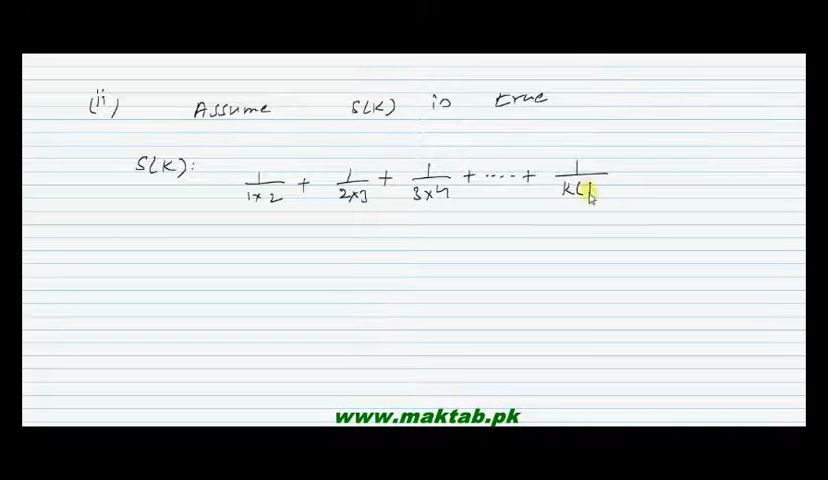 (ii) Assume S(K) is true
S(K): 1/1×2 + 1/2×3 + 1/3×4 + ....+ 1/K(
www.maktab.pk